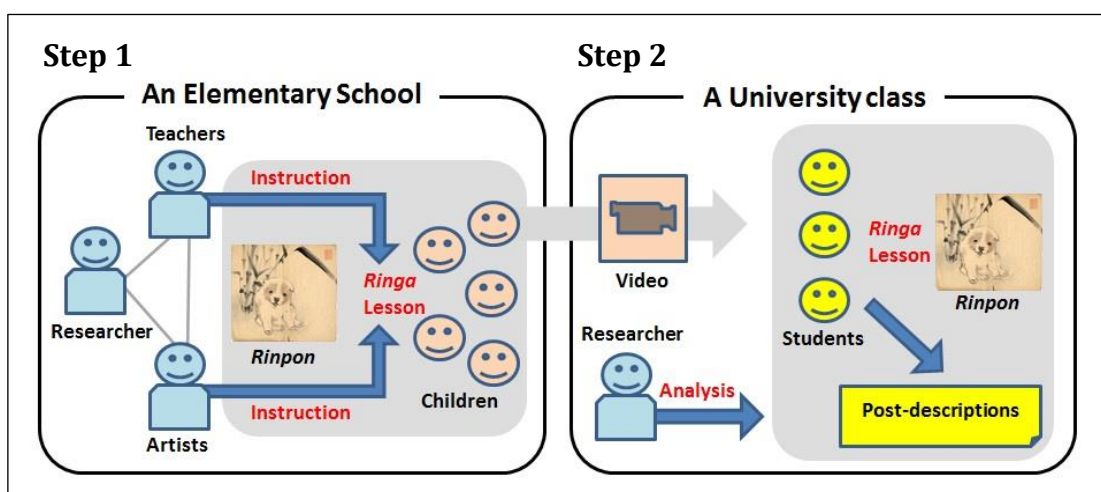 Step 1
An Elementary School
Teachers
Instruction
Researcher
Ringa
Lesson
Rinpon
Instruction
Children
Artists
Step 2
A University class
Video
Ringa
Lesson
Rinpon
Students
Researcher
Analysis
Post-descriptions